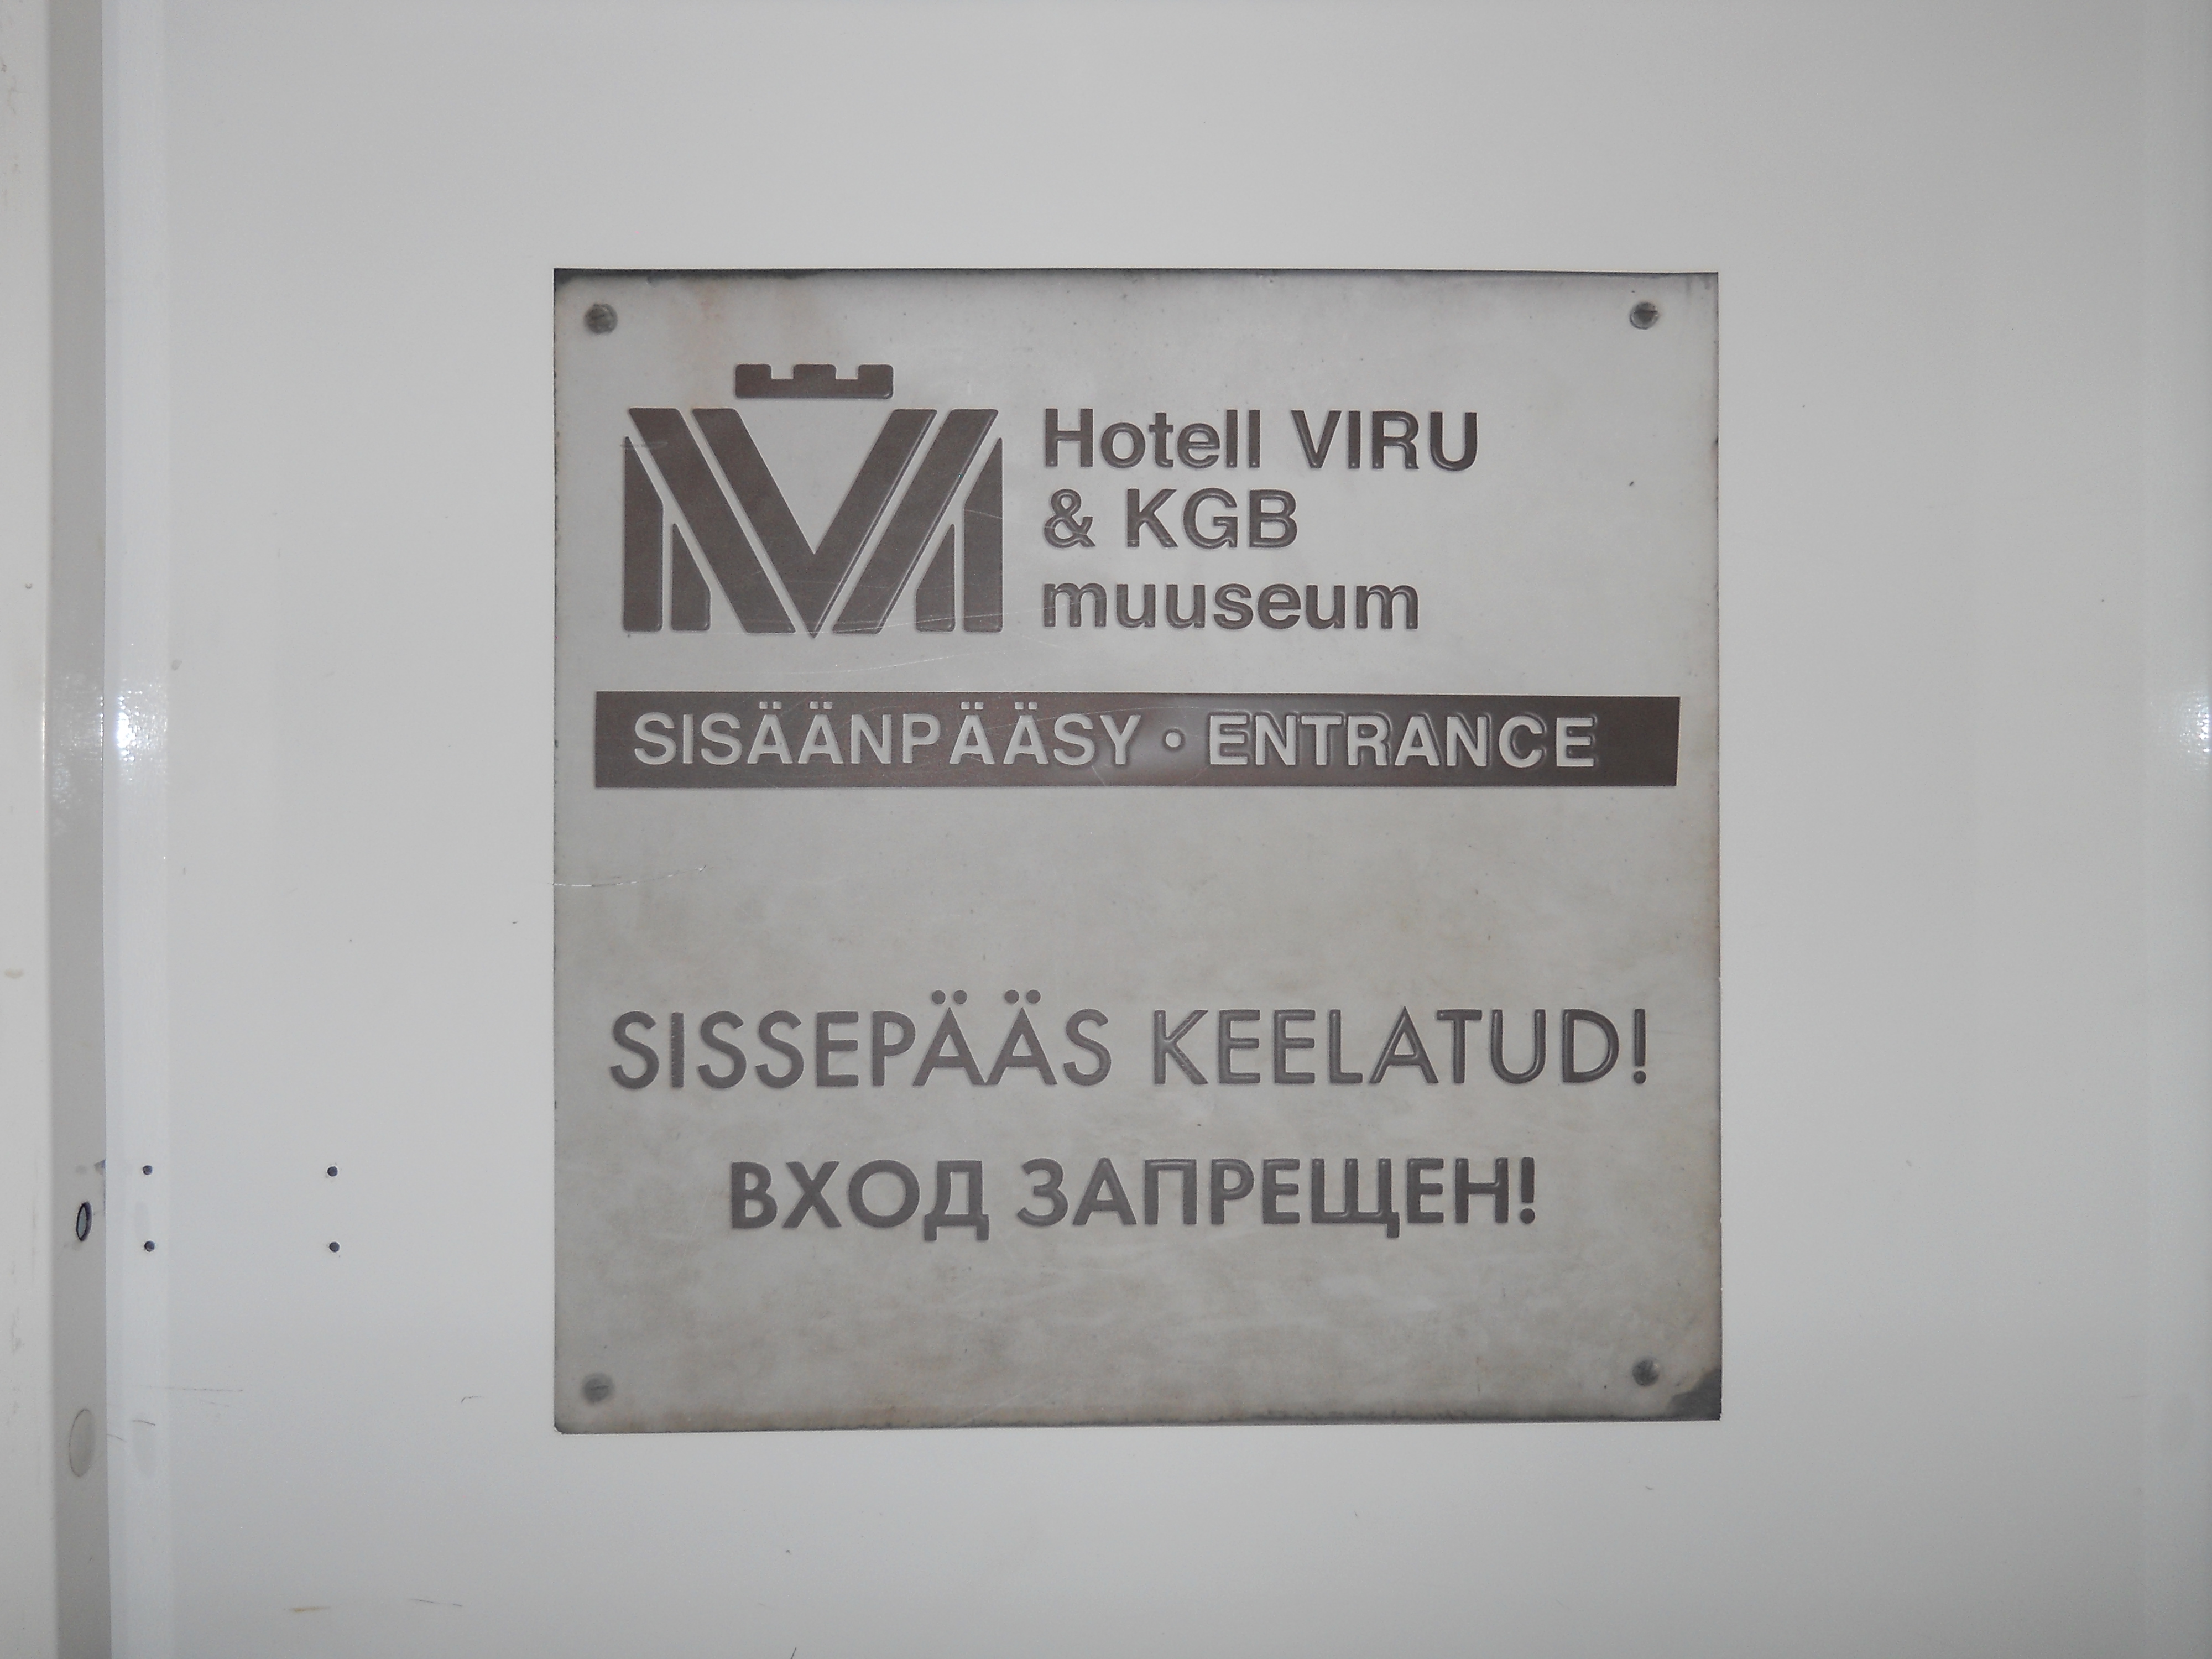 Hotell VIRU
& KGB
muuseum
SISÄÄNPÄÄSY • ENTRANCE
SISSEPÄÄS KEELATUD!
ВХОД ЗАПРЕЩЕН!